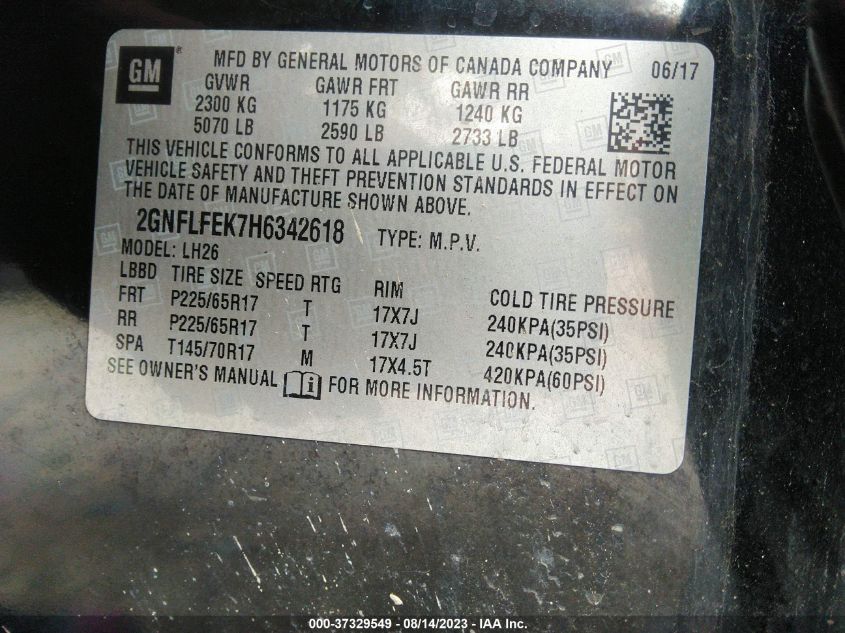 GM
MFD BY GENERAL MOTORS OF CANADA COMPANY 06/17
GVWR GAWR FRT GAWR RR
2300 KG 1175 KG 1240 KG
5070 LB 2590 LB 2733 LB
THIS VEHICLE CONFORMS TO ALL APPLICABLE U.S. FEDERAL MOTOR
VEHICLE SAFETY AND THEFT PREVENTION STANDARDS IN EFFECT ON
THE DATE OF MANUFACTURE SHOWN ABOVE.
2GNFLFEK7H6342618 TYPE: M.P.V.
MODEL: LH26
LBBD TIRE SIZE SPEED RTG RIM COLD TIRE PRESSURE
FRT P225/65R17 T 17X7J 240KPA(35PSI)
RR P225/65R17 T 17X7J 240KPA(35PSI)
SPA T145/70R17 M 17X4.5T 420KPA(60PSI)
SEE OWNER'S MANUAL i FOR MORE INFORMATION.
000-37329549 - 08/14/2023 - IAA Inc.